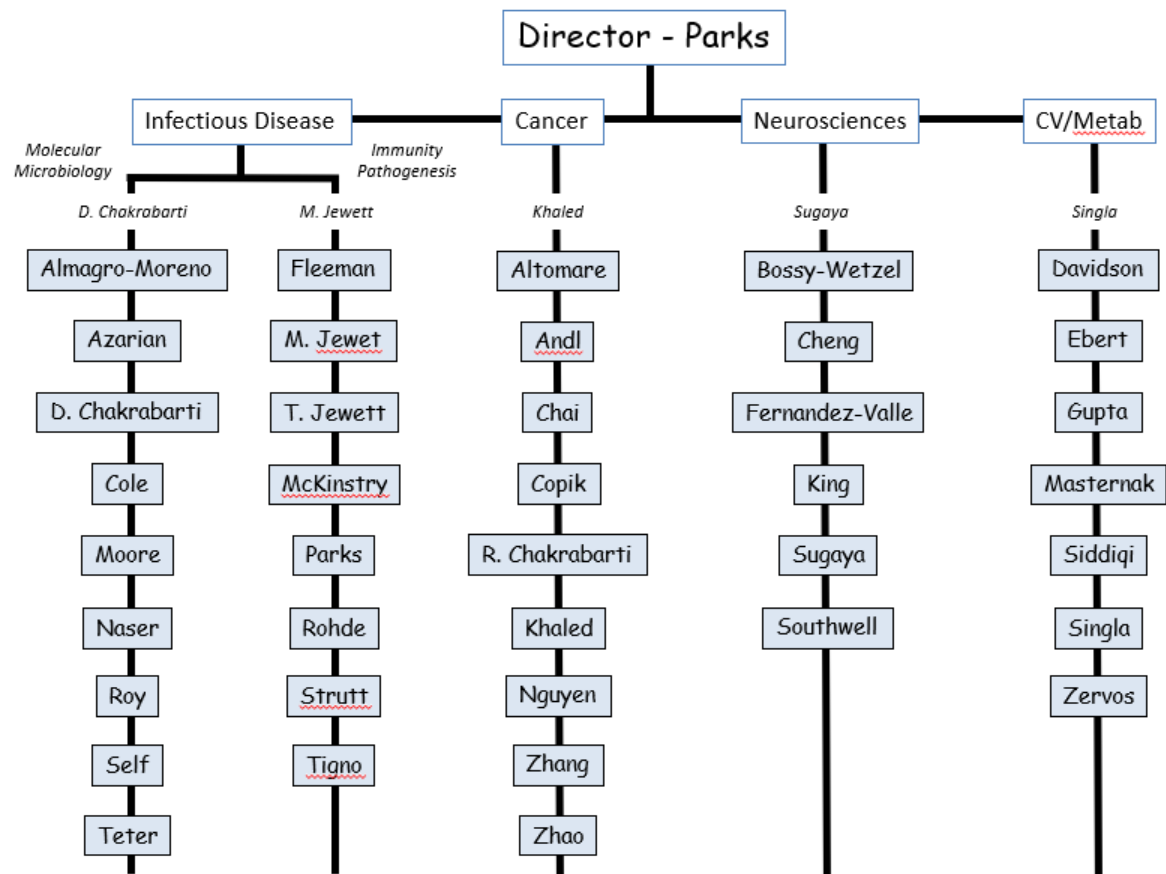 Director - Parks
Infectious Disease
Cancer
Neurosciences
CV/Metab
Molecular
Microbiology
Immunity
Pathogenesis
D. Chakrabarti
M. Jewett
Khaled
Sugaya
Singla
Almagro-Moreno
Fleeman
Altomare
Bossy-Wetzel
Davidson
Azarian
M. Jewet
Andl
Cheng
Ebert
D. Chakrabarti
T. Jewett
Chai
Fernandez-Valle
Gupta
Cole
McKinstry
Copik
King
Masternak
Moore
Parks
R. Chakrabarti
Sugaya
Siddiqi
Naser
Rohde
Khaled
Southwell
Singla
Roy
Strutt
Nguyen
Zervos
Self
Tigno
Zhang
Teter
Zhao